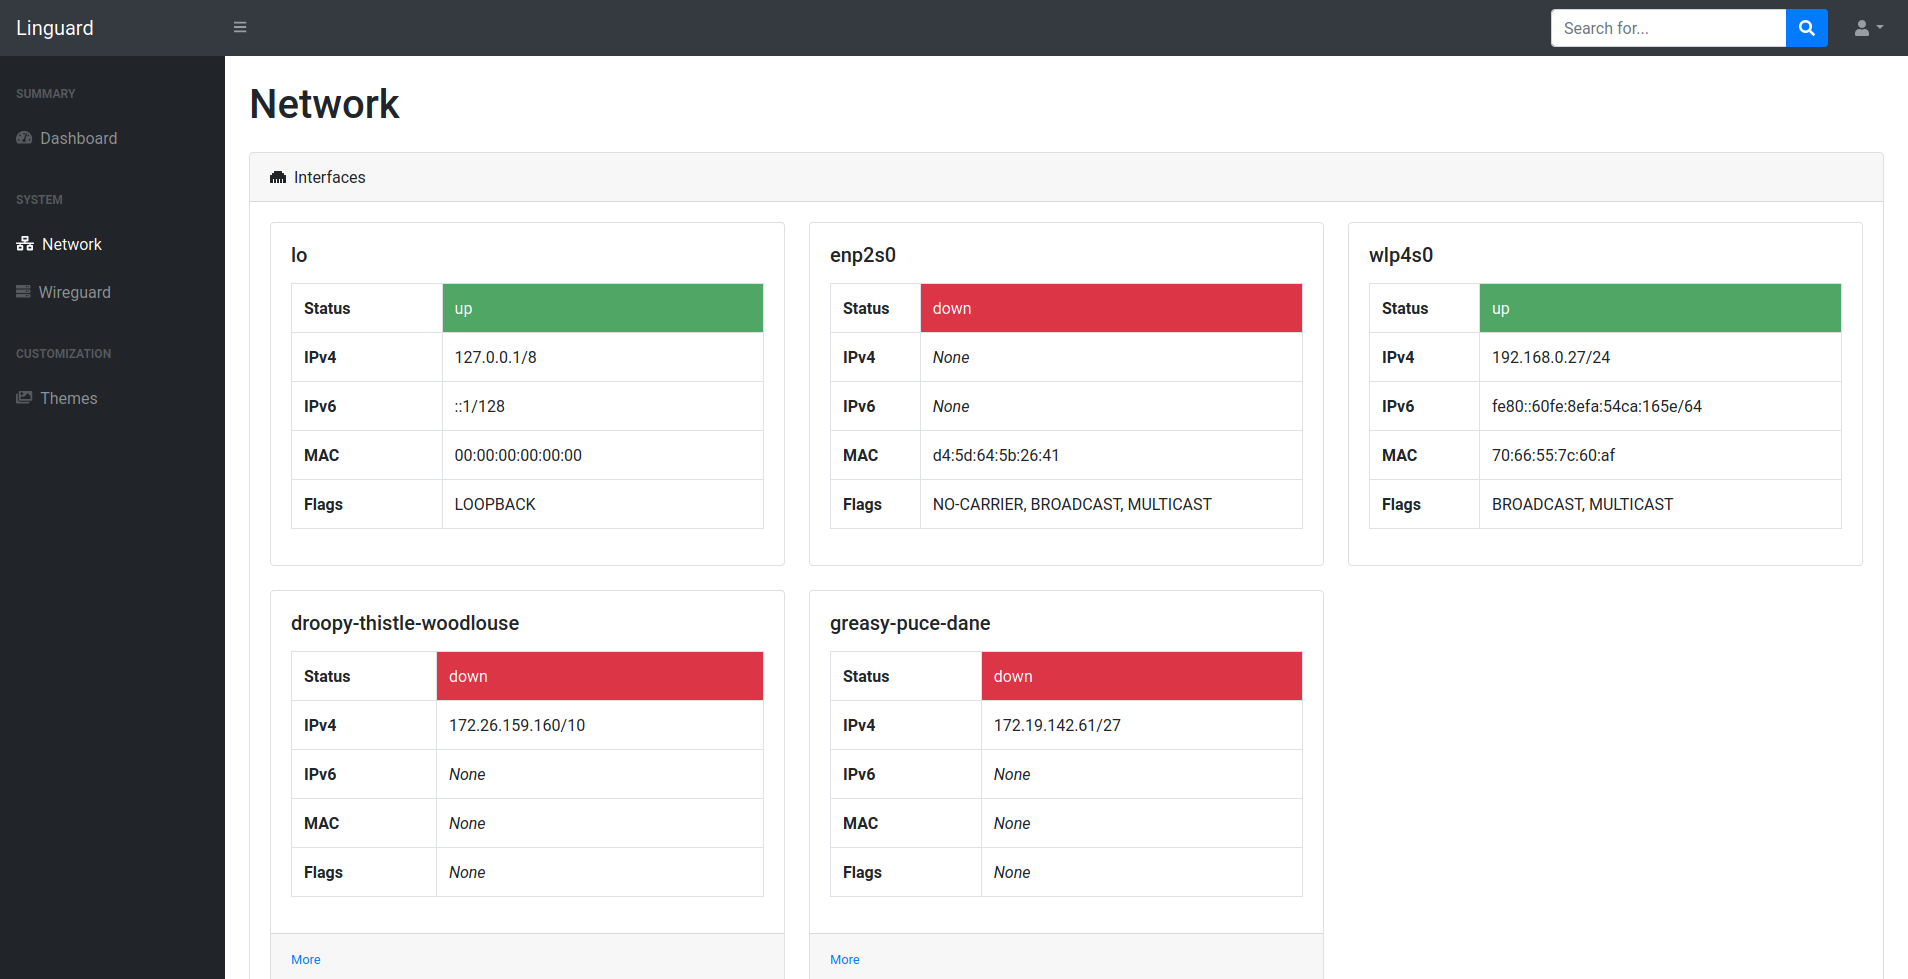 Linguard
Search for...
SUMMARY
Dashboard
SYSTEM
Network
Wireguard
CUSTOMIZATION
Themes
Network
Interfaces
lo
Status up
IPv4 127.0.0.1/8
IPv6 ::1/128
MAC 00:00:00:00:00:00
Flags LOOPBACK
enp2s0
Status down
IPv4 None
IPv6 None
MAC d4:5d:64:5b:26:41
Flags NO-CARRIER, BROADCAST, MULTICAST
wlp4s0
Status up
IPv4 192.168.0.27/24
IPv6 fe80::60fe:8efa:54ca:165e/64
MAC 70:66:55:7c:60:af
Flags BROADCAST, MULTICAST
droopy-thistle-woodlouse
Status down
IPv4 172.26.159.160/10
IPv6 None
MAC None
Flags None
More
greasy-puce-dane
Status down
IPv4 172.19.142.61/27
IPv6 None
MAC None
Flags None
More